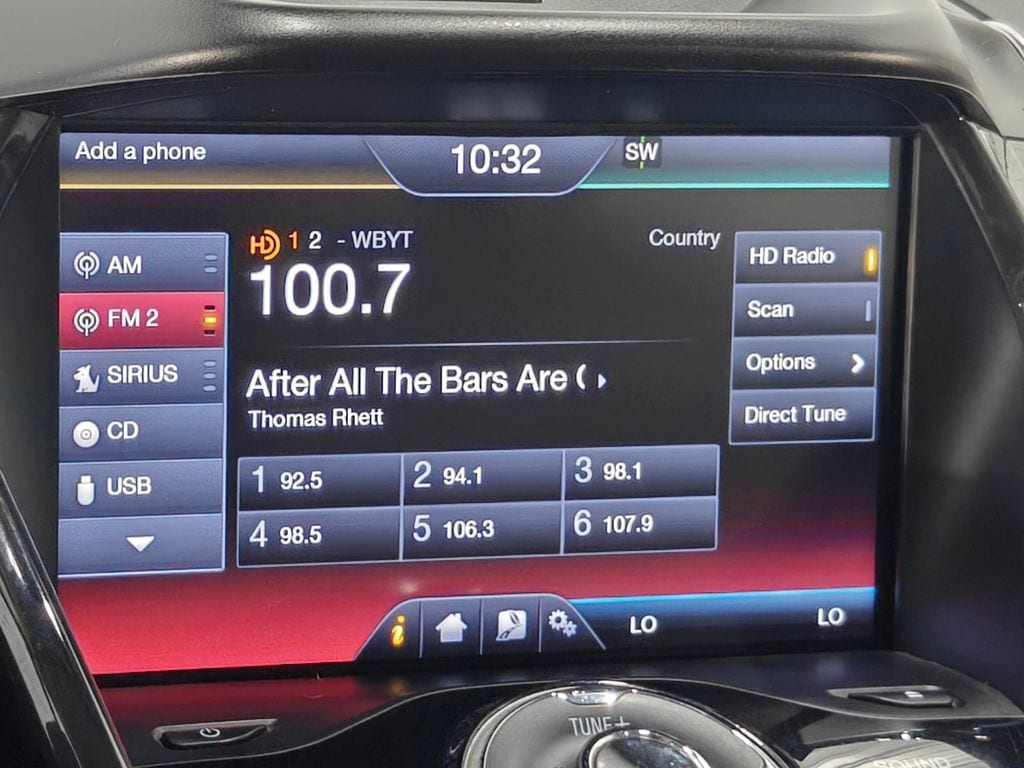 Add a phone
10:32
SW
HD 1 2 - WBYT
Country
100.7
AM
FM 2
SIRIUS
CD
USB
After All The Bars Are (
Thomas Rhett
HD Radio
Scan
Options
Direct Tune
1 92.5
2 94.1
3 98.1
4 98.5
5 106.3
6 107.9
i
LO
LO
TUNE+
SOUND